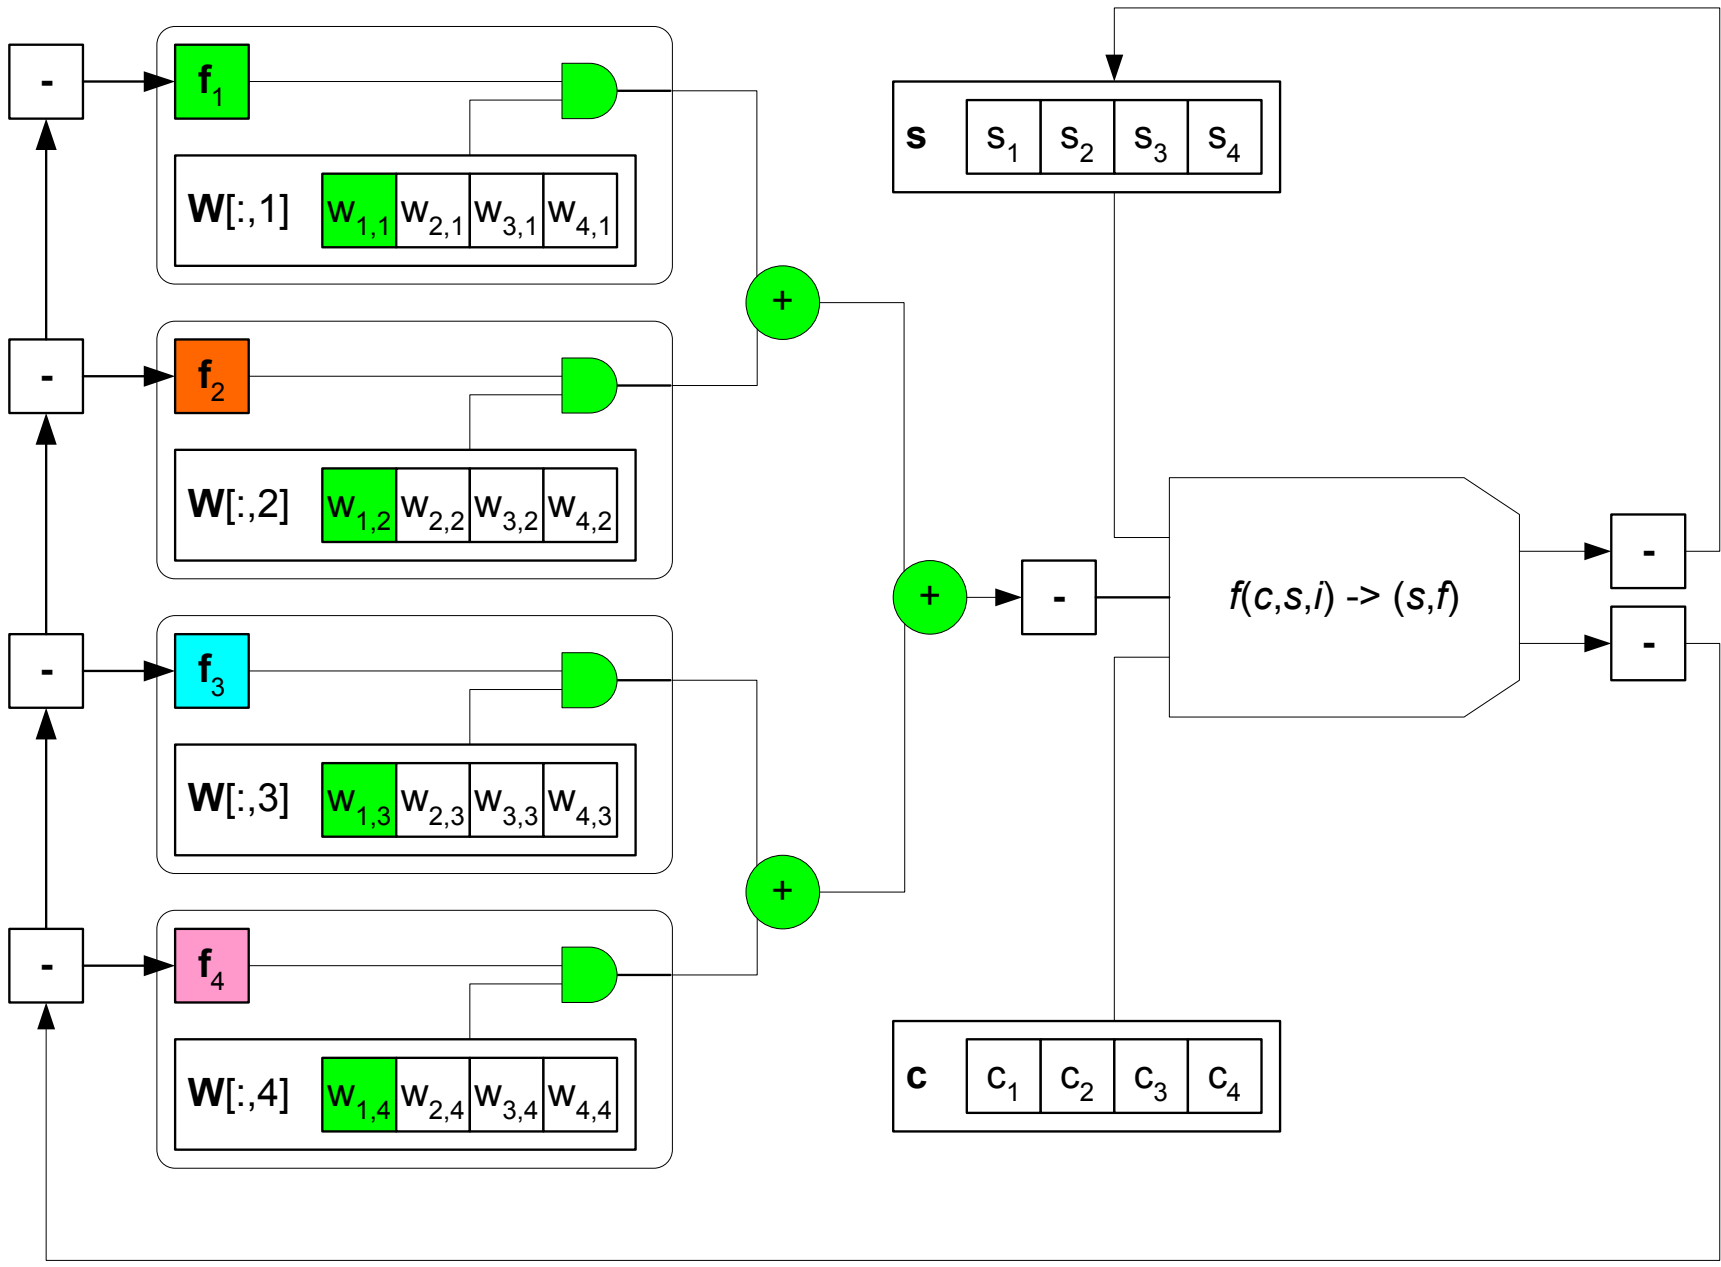 -
f1
W[:,1] w1,1 w2,1 w3,1 w4,1
s s1 s2 s3 s4
+
-
f2
W[:,2] w1,2 w2,2 w3,2 w4,2
+
-
f(c,s,i) -> (s,f)
-
-
-
f3
W[:,3] w1,3 w2,3 w3,3 w4,3
+
-
f4
W[:,4] w1,4 w2,4 w3,4 w4,4
c c1 c2 c3 c4